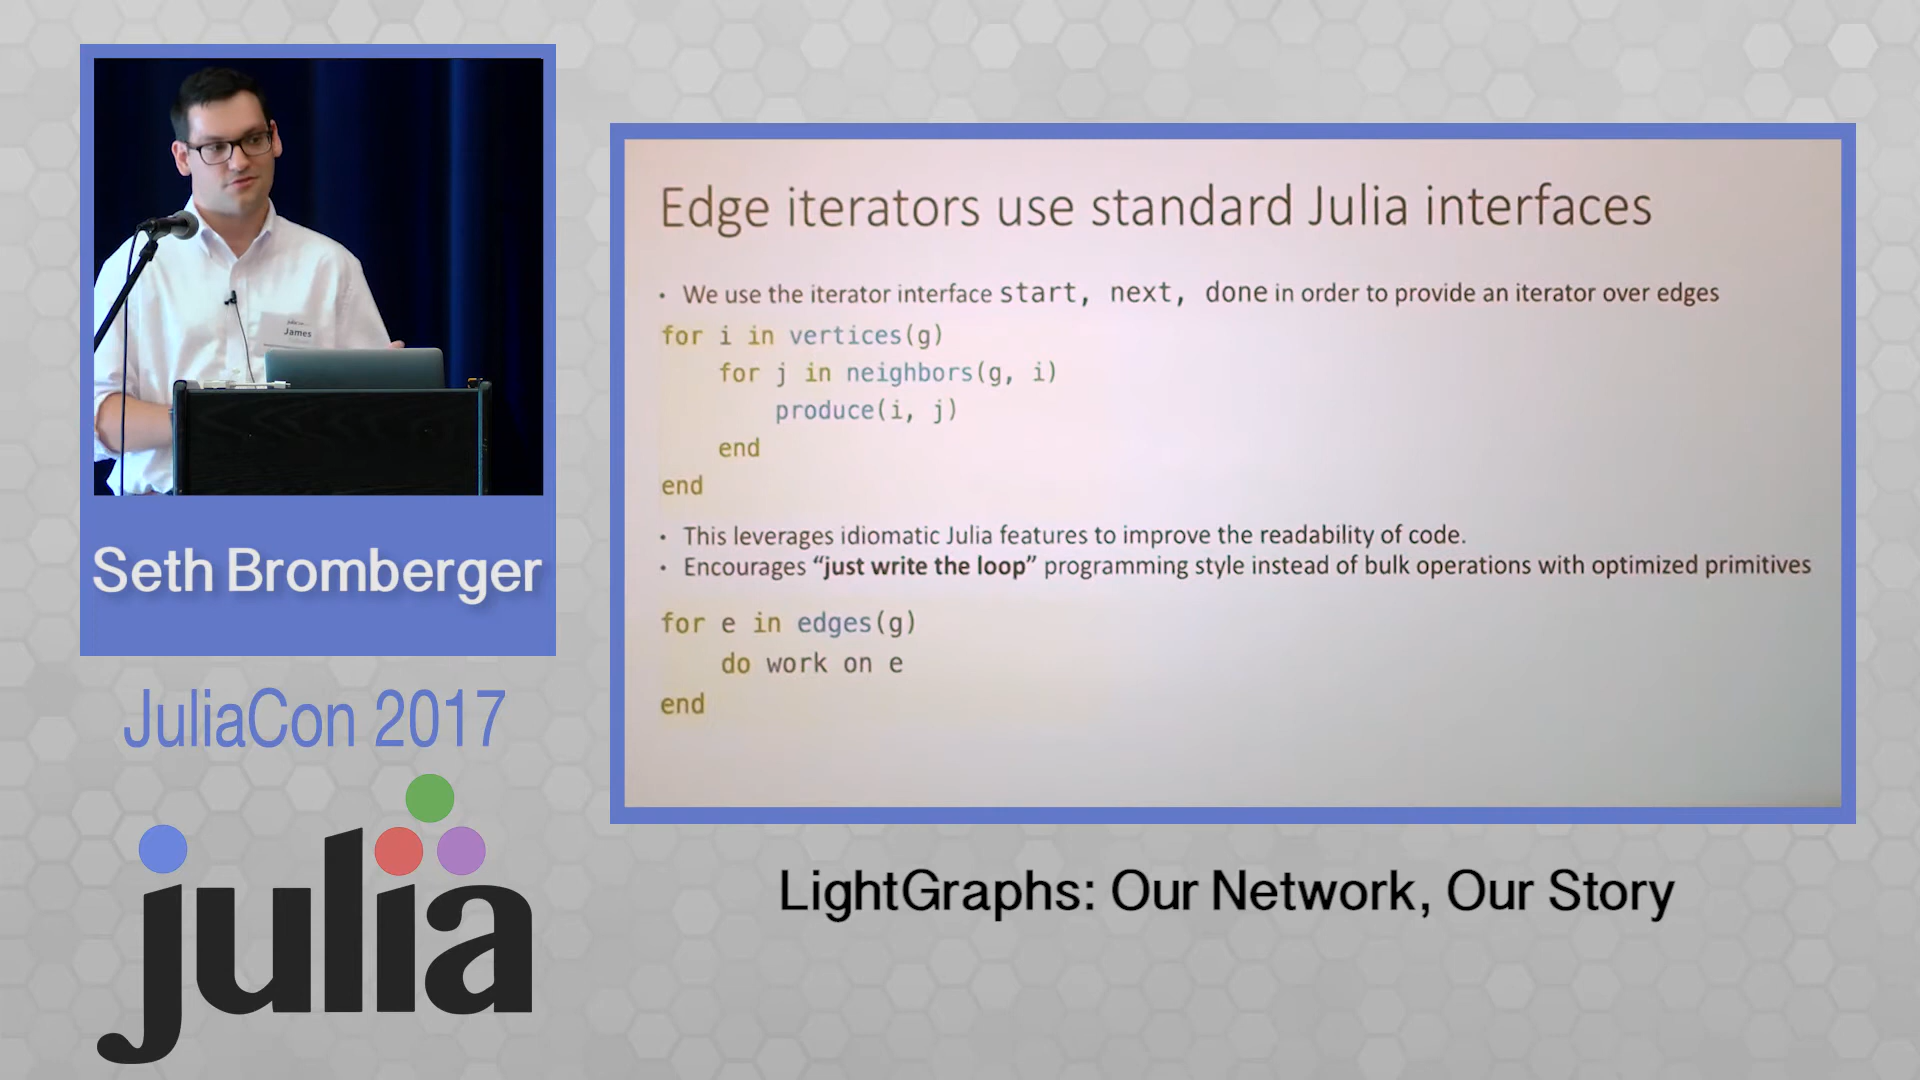 James
Seth Bromberger
JuliaCon 2017
julia
Edge iterators use standard Julia interfaces
• We use the iterator interface start, next, done in order to provide an iterator over edges
for i in vertices(g)
for j in neighbors(g, i)
produce(i, j)
end
end
• This leverages idiomatic Julia features to improve the readability of code.
• Encourages “just write the loop” programming style instead of bulk operations with optimized primitives
for e in edges(g)
do work on e
end
LightGraphs: Our Network, Our Story